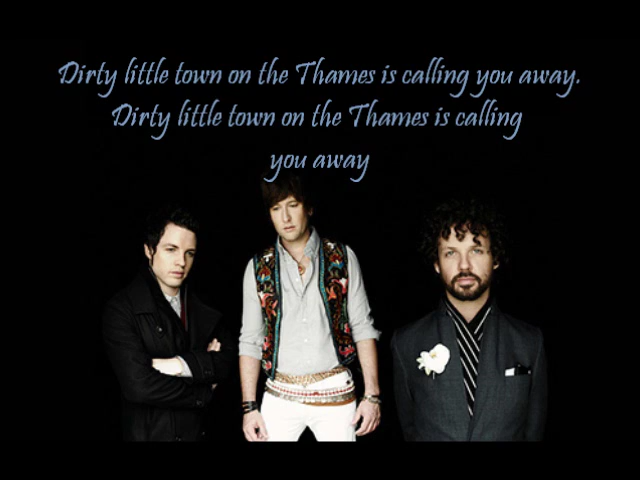 Dirty little town on the Thames is calling you away.
Dirty little town on the Thames is calling
you away